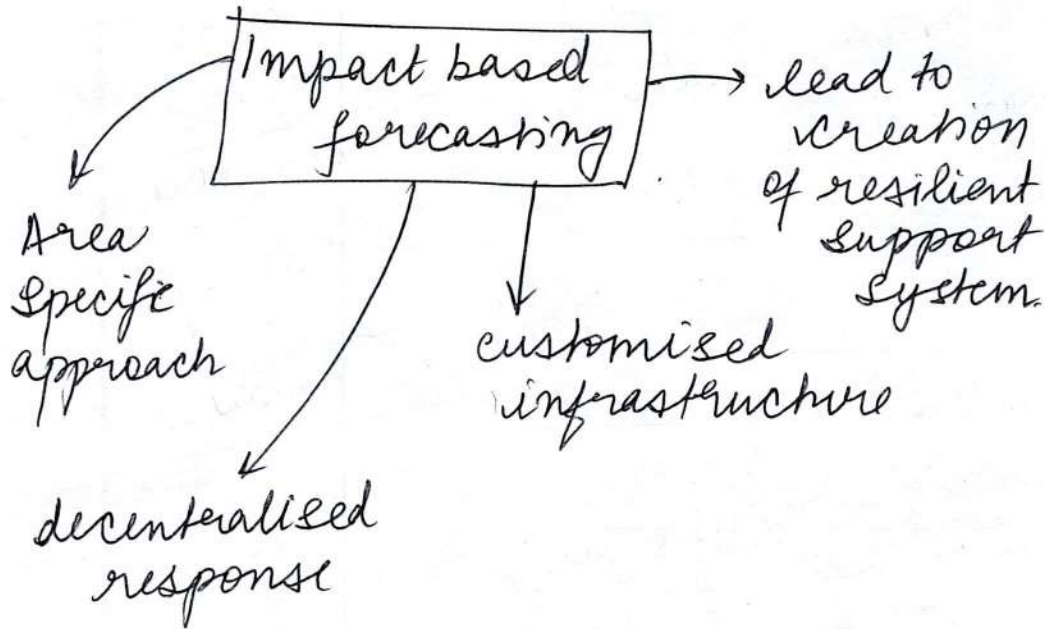 Impact based
forecasting
lead to
creation
of resilient
support
system.
Area
specific
approach
customised
infrastructure
decentralised
response